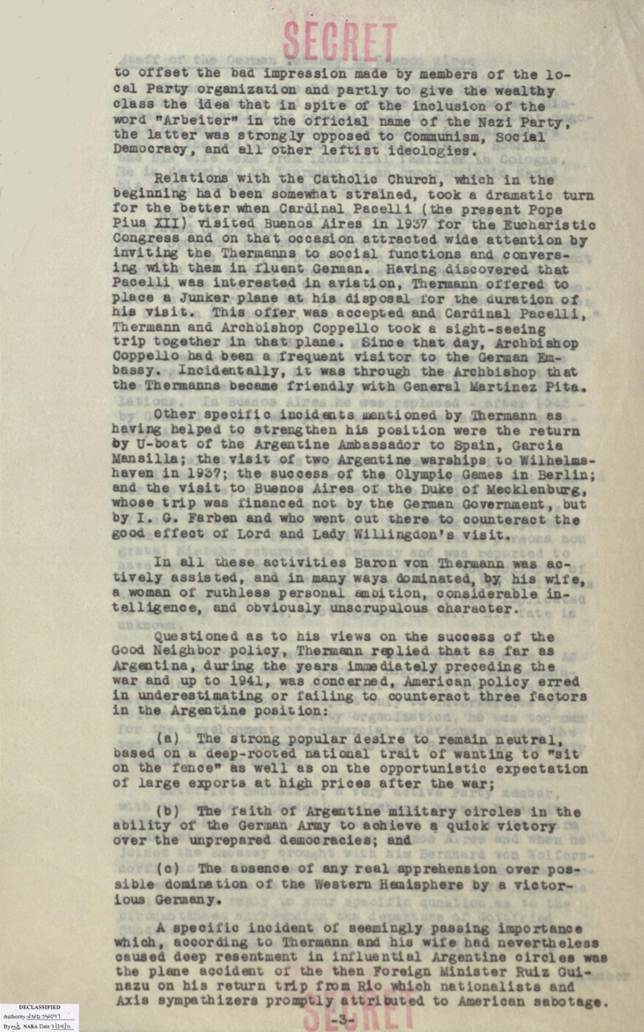 SECRET
to offset the bad impression made by members of the lo-
cal Party organization and partly to give the wealthy
class the idea that in spite of the inclusion of the
word "Arbeiter" in the official name of the Nazi Party,
the latter was strongly opposed to Communism, Social
Democracy, and all other leftist ideologies.
Relations with the Catholic Church, which in the
beginning had been somewhat strained, took a dramatic turn
for the better when Cardinal Pacelli (the present Pope
Pius XII) visited Buenos Aires in 1937 for the Eucharistic
Congress and on that occasion attracted wide attention by
inviting the Thermanns to social functions and convers-
ing with them in fluent German. Having discovered that
Pacelli was interested in aviation, Thermann offered to
place a Junker plane at his disposal for the duration of
his visit. This offer was accepted and Cardinal Pacelli,
Thermann and Archbishop Coppello took a sight-seeing
trip together in that plane. Since that day, Archbishop
Coppello had been a frequent visitor to the German Em-
bassy. Incidentally, it was through the Archbishop that
the Thermanns became friendly with General Martinez Pita.
Other specific incidents mentioned by Thermann as
having helped to strengthen his position were the return
by U-boat of the Argentine Ambassador to Spain, Garcia
Mansilla; the visit of two Argentine warships to Wilhelms-
haven in 1937; the success of the Olympic Games in Berlin;
and the visit to Buenos Aires of the Duke of Mecklenburg,
whose trip was financed not by the German Government, but
by I. G. Farben and who went out there to counteract the
good effect of Lord and Lady Willingdon's visit.
In all these activities Baron von Thermann was ac-
tively assisted, and in many ways dominated, by his wife,
a woman of ruthless personal ambition, considerable in-
telligence, and obviously unscrupulous character.
Questioned as to his views on the success of the
Good Neighbor policy, Thermann replied that as far as
Argentina, during the years immediately preceding the
war and up to 1941, was concerned, American policy erred
in underestimating or failing to counteract three factors
in the Argentine position:
(a) The strong popular desire to remain neutral,
based on a deep-rooted national trait of wanting to "sit
on the fence" as well as on the opportunistic expectation
of large exports at high prices after the war;
(b) The faith of Argentine military circles in the
ability of the German Army to achieve a quick victory
over the unprepared democracies; and
(c) The absence of any real apprehension over pos-
sible domination of the Western Hemisphere by a victor-
ious Germany.
A specific incident of seemingly passing importance
which, according to Thermann and his wife had nevertheless
caused deep resentment in influential Argentine circles was
the plane accident of the then Foreign Minister Ruiz Gui-
nazu on his return trip from Rio which nationalists and
Axis sympathizers promptly attributed to American sabotage.
-3-
SECRET
DECLASSIFIED
Authority
By NARA Date